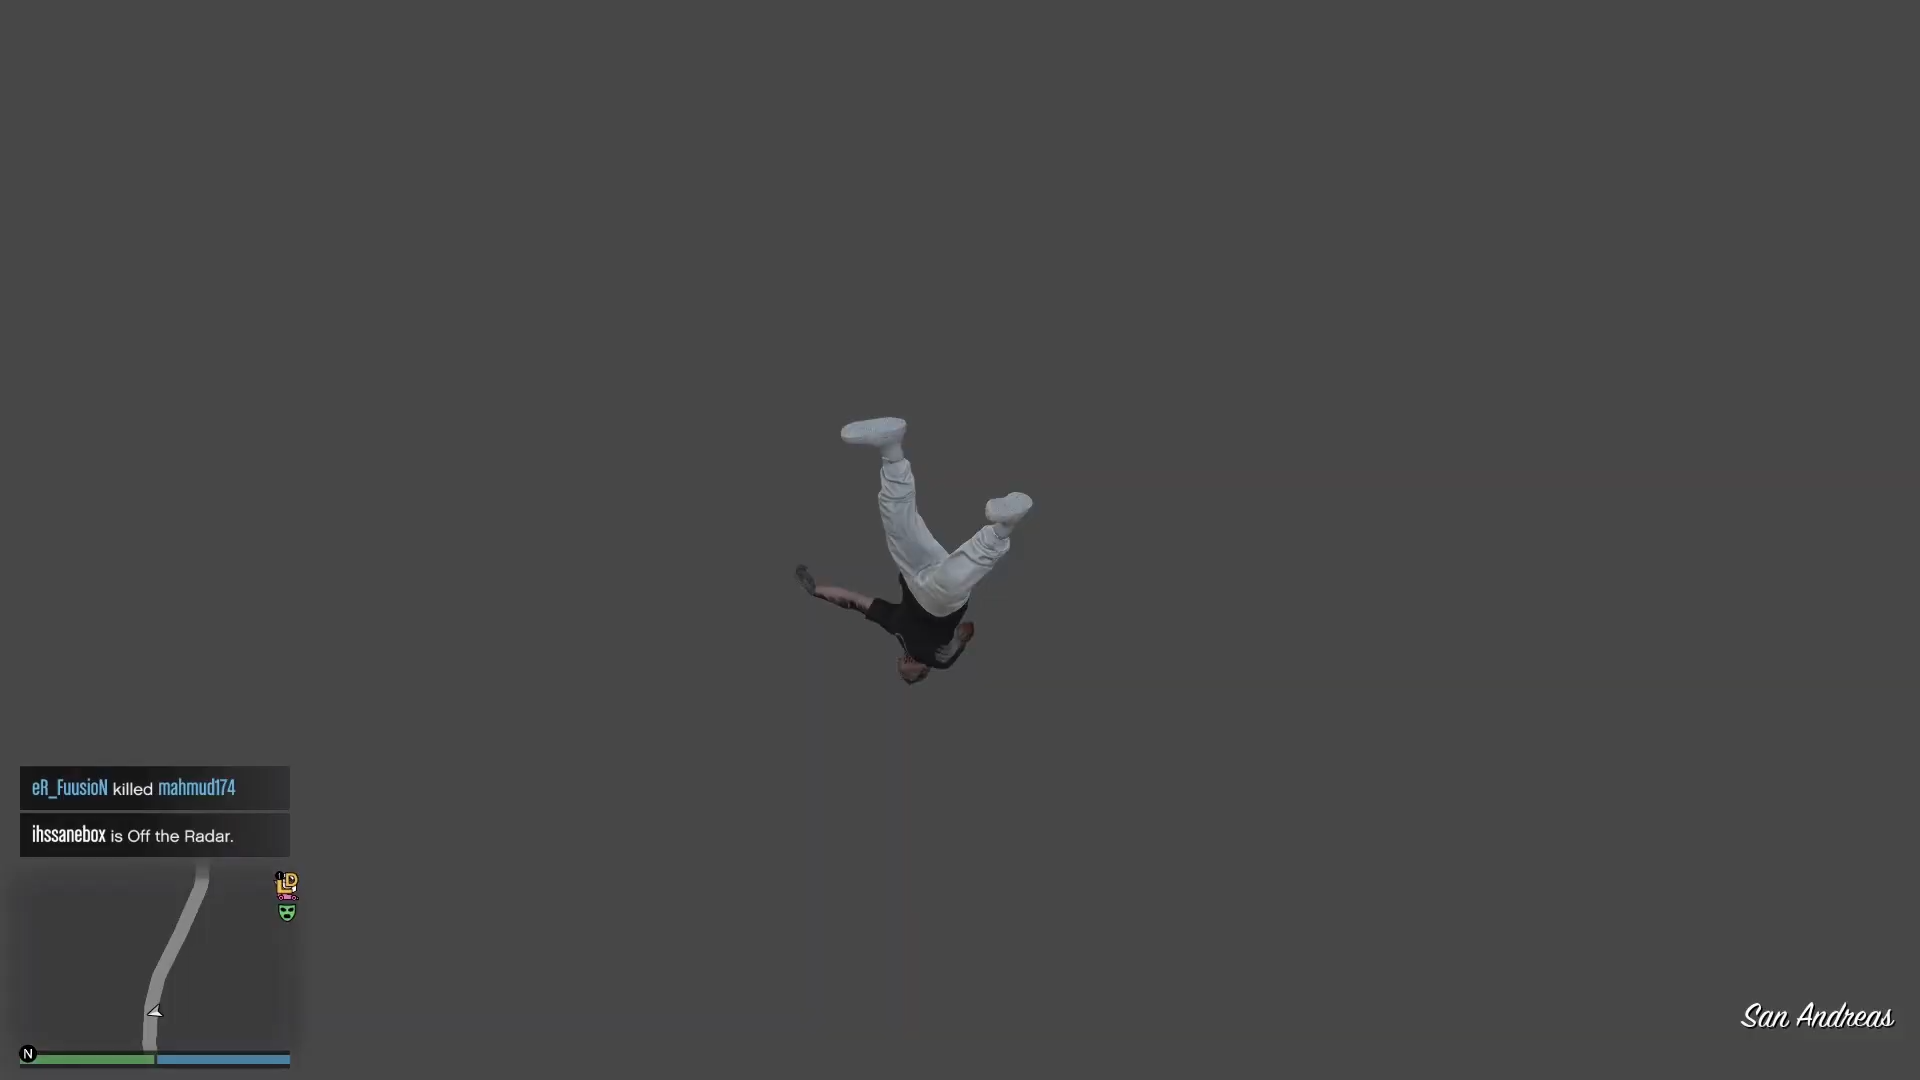 eR_FuusioN killed mahmud174
ihssanebox is Off the Radar.
N
San Andreas